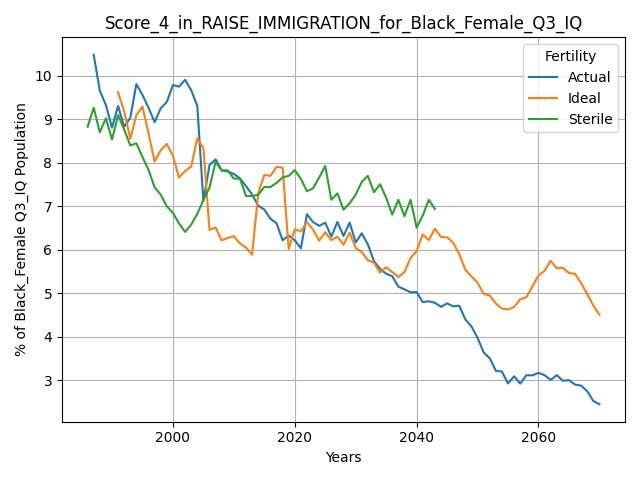 Score_4_in_RAISE_IMMIGRATION_for_Black_Female_Q3_IQ
% of Black_Female Q3_IQ Population
10
9
8
7
6
5
4
3
2000
2020
2040
2060
Years
Fertility
Actual
Ideal
Sterile